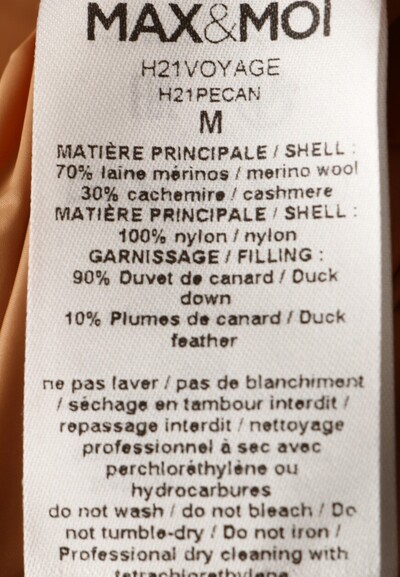 MAX&MOI
H21VOYAGE
H21PECAN
M
MATIÈRE PRINCIPALE / SHELL :
70% laine mérinos / merino wool
30% cachemire / cashmere
MATIÈRE PRINCIPALE / SHELL :
100% nylon / nylon
GARNISSAGE / FILLING :
90% Duvet de canard / Duck
down
10% Plumes de canard / Duck
feather
ne pas laver / pas de blanchiment
/ séchage en tambour interdit /
repassage interdit / nettoyage
professionnel à sec avec
perchloréthylène ou
hydrocarbures
do not wash / do not bleach / Do
not tumble-dry / Do not iron /
Professional dry cleaning with
tetrachlorethylene